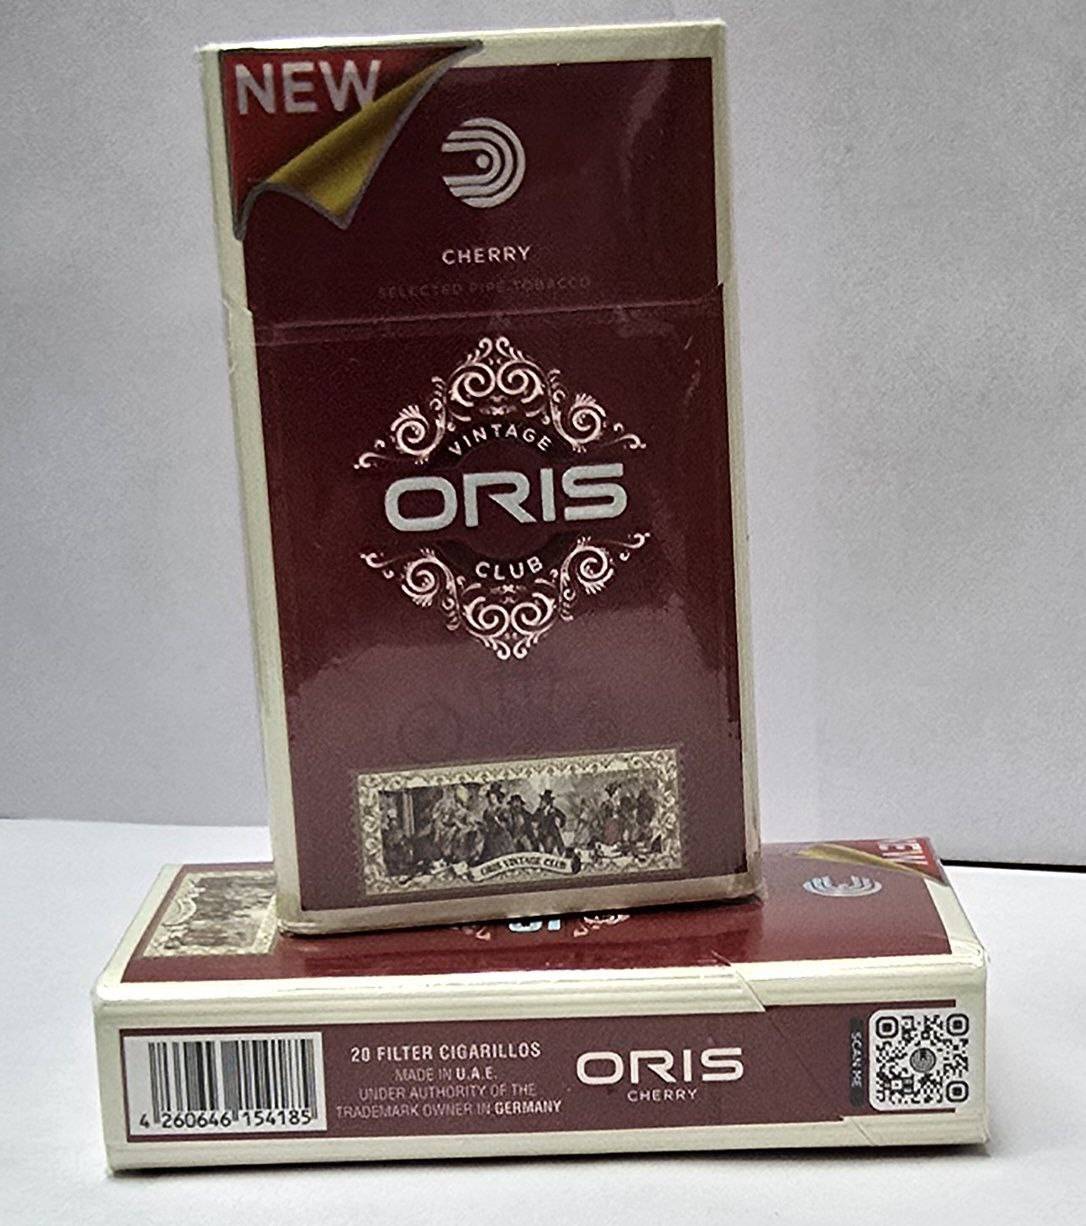 NEW
CHERRY
SELECTED PIPE TOBACCO
VINTAGE
ORIS
CLUB
ORIS VINTAGE CLUB
NEW
20 FILTER CIGARILLOS
MADE IN U.A.E.
UNDER AUTHORITY OF THE
TRADEMARK OWNER IN GERMANY
4 260646 154185
ORIS
CHERRY
SCAN ME